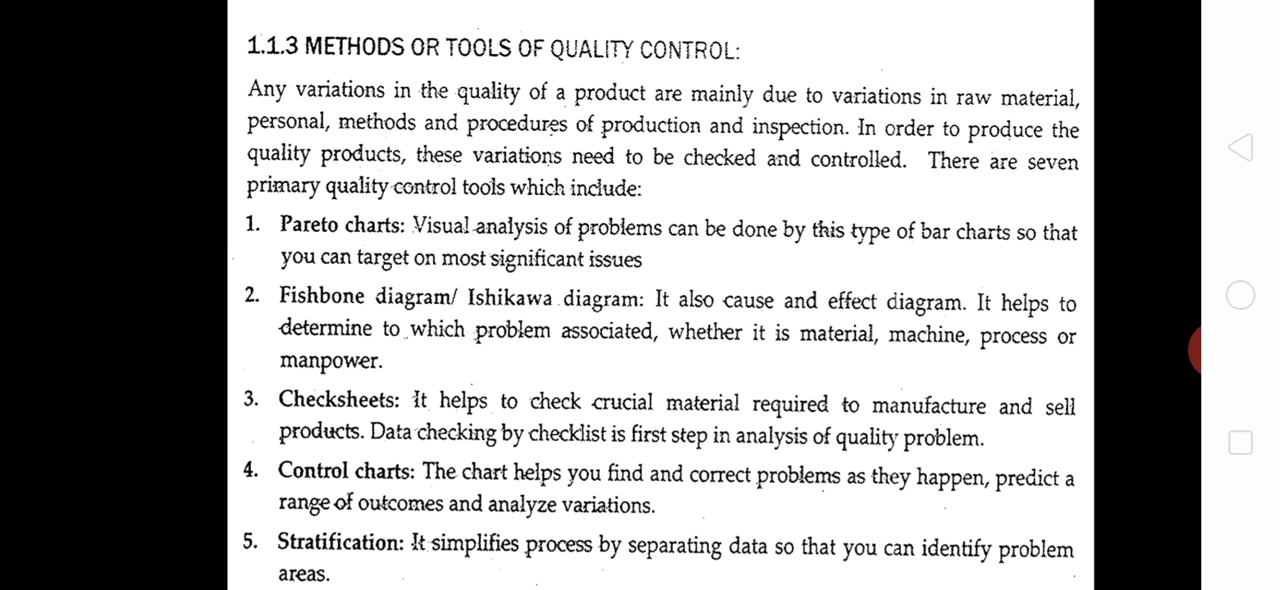 1.1.3 METHODS OR TOOLS OF QUALITY CONTROL:
Any variations in the quality of a product are mainly due to variations in raw material,
personal, methods and procedures of production and inspection. In order to produce the
quality products, these variations need to be checked and controlled. There are seven
primary quality control tools which include:
1. Pareto charts: Visual analysis of problems can be done by this type of bar charts so that
you can target on most significant issues
2. Fishbone diagram/ Ishikawa diagram: It also cause and effect diagram. It helps to
determine to which problem associated, whether it is material, machine, process or
manpower.
3. Checksheets: It helps to check crucial material required to manufacture and sell
products. Data checking by checklist is first step in analysis of quality problem.
4. Control charts: The chart helps you find and correct problems as they happen, predict a
range of outcomes and analyze variations.
5. Stratification: It simplifies process by separating data so that you can identify problem
areas.